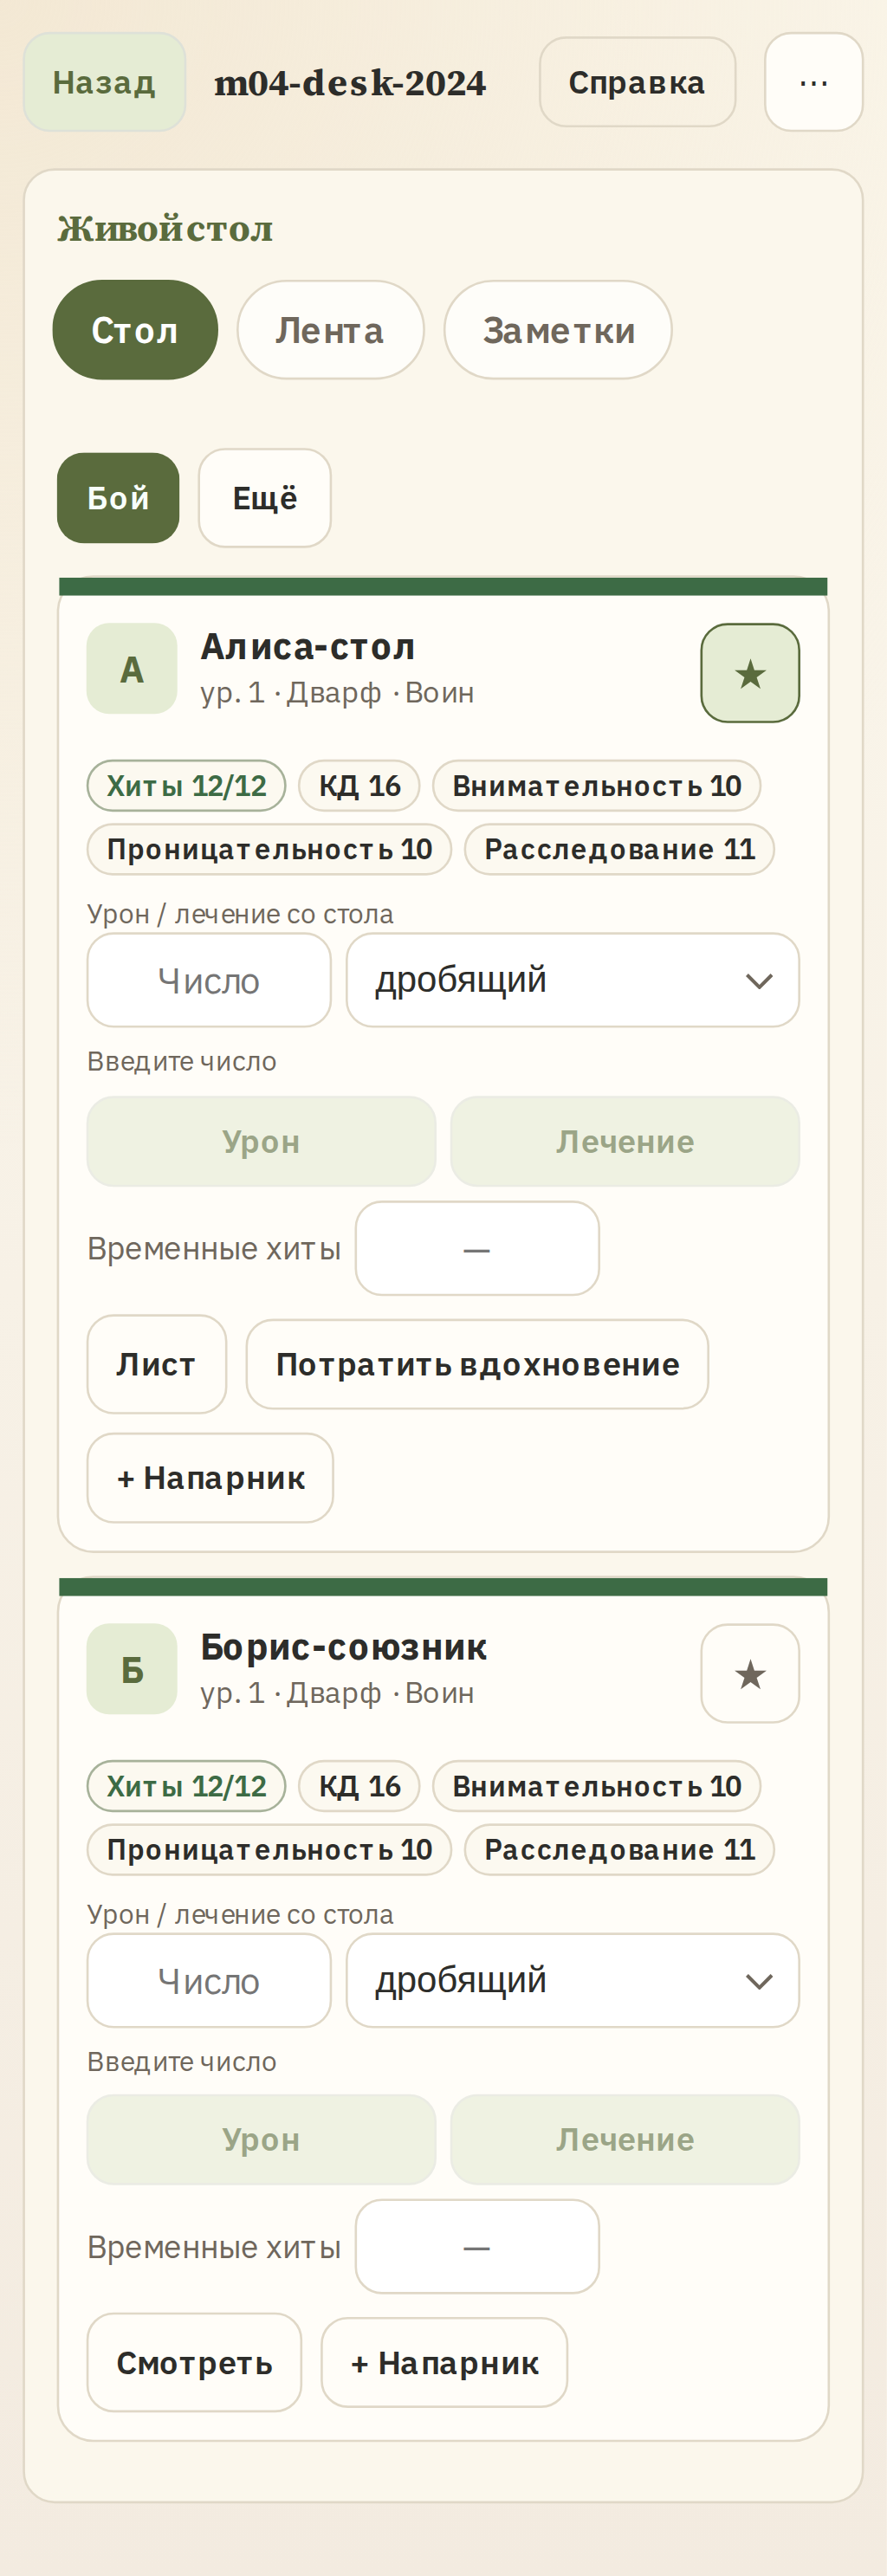 Назад m04-desk-2024 Справка ...
Живой стол
Стол Лента Заметки
Бой Ещё
А Алиса-стол ★
ур. 1 · Дварф · Воин
Хиты 12/12 КД 16 Внимательность 10
Проницательность 10 Расследование 11
Урон / лечение со стола
Число дробящий
Введите число
Урон Лечение
Временные хиты —
Лист Потратить вдохновение
+ Напарник
Б Борис-союзник ★
ур. 1 · Дварф · Воин
Хиты 12/12 КД 16 Внимательность 10
Проницательность 10 Расследование 11
Урон / лечение со стола
Число дробящий
Введите число
Урон Лечение
Временные хиты —
Смотреть + Напарник